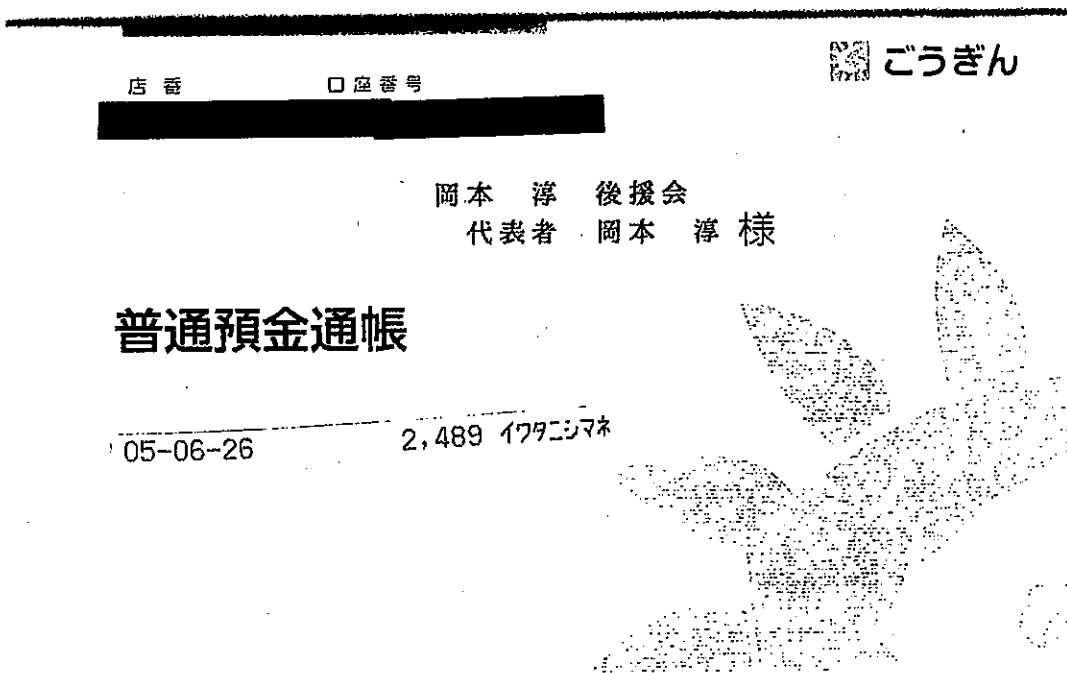 店番 口座番号
ごうぎん
岡本 淳 後援会
代表者 岡本 淳 様
普通預金通帳
05-06-26 2,489 イワタニシマネ